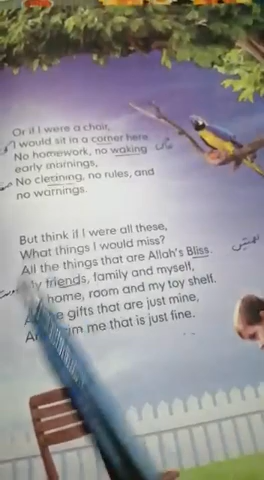 Or if I were a chair,
I would sit in a corner here
No homework, no waking
early mornings,
No cleaning, no rules, and
no warnings.
But think if I were all these,
What things I would miss?
All the things that are Allah's Bliss.
friends, family and myself,
home, room and my toy shelf.
gifts that are just mine,
me that is just fine.